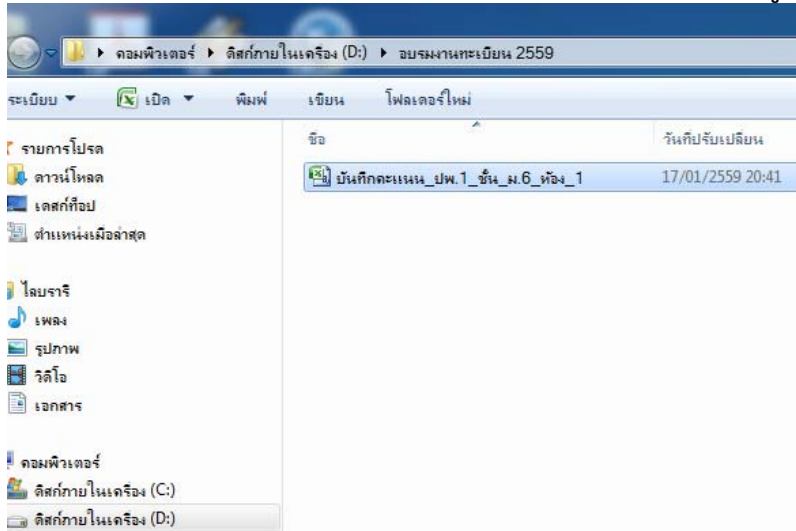 คอมพิวเตอร์ ▸ ดิสก์ภายในเครื่อง (D:) ▸ อบรมงานทะเบียน 2559
ระเบียบ เปิด พิมพ์ เขียน โฟลเดอร์ใหม่
ชื่อ วันที่ปรับเปลี่ยน
บันทึกคะแนน_ปพ.1_ชั้น_ม.6_ห้อง_1 17/01/2559 20:41
รายการโปรด
ดาวน์โหลด
เดสก์ท็อป
ตำแหน่งเมื่อล่าสุด
ไลบรารี
เพลง
รูปภาพ
วิดีโอ
เอกสาร
คอมพิวเตอร์
ดิสก์ภายในเครื่อง (C:)
ดิสก์ภายในเครื่อง (D:)